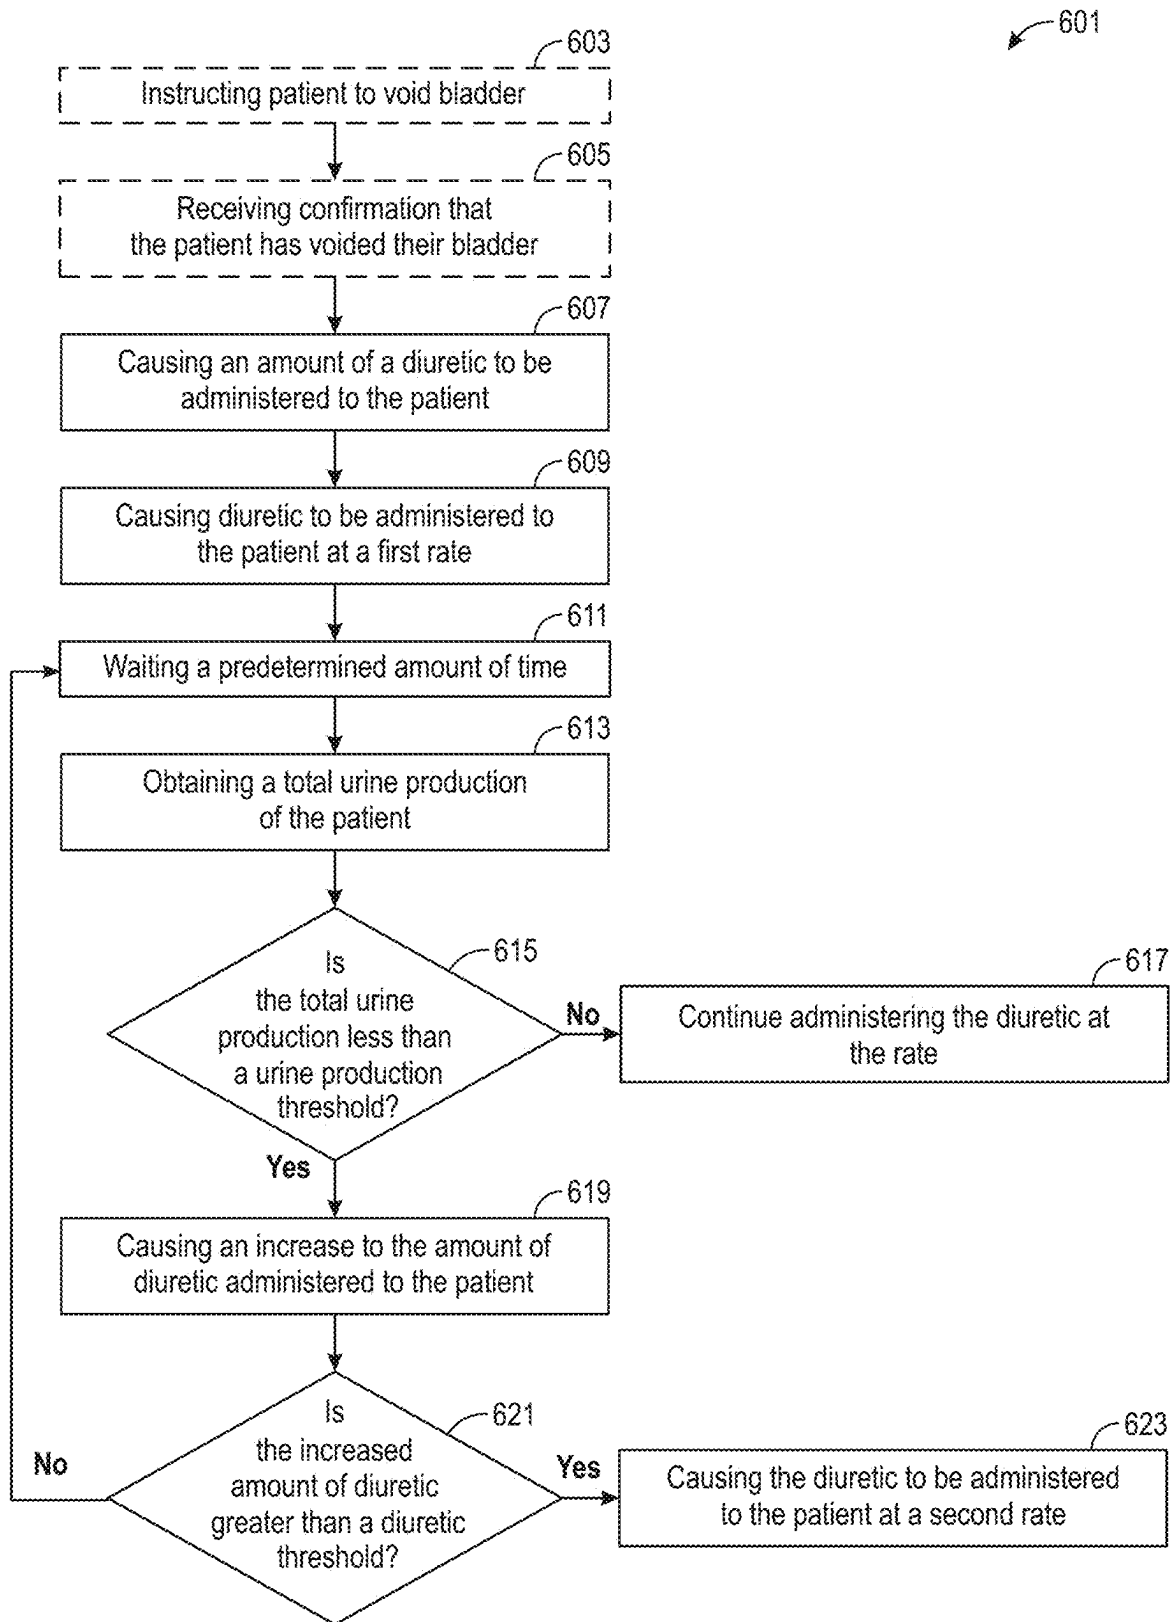 601
603
Instructing patient to void bladder
605
Receiving confirmation that
the patient has voided their bladder
607
Causing an amount of a diuretic to be
administered to the patient
609
Causing diuretic to be administered to
the patient at a first rate
611
Waiting a predetermined amount of time
613
Obtaining a total urine production
of the patient
615
Is
the total urine
production less than
a urine production
threshold?
No
617
Continue administering the diuretic at
the rate
Yes
619
Causing an increase to the amount of
diuretic administered to the patient
621
Is
the increased
amount of diuretic
greater than a diuretic
threshold?
No
Yes
623
Causing the diuretic to be administered
to the patient at a second rate